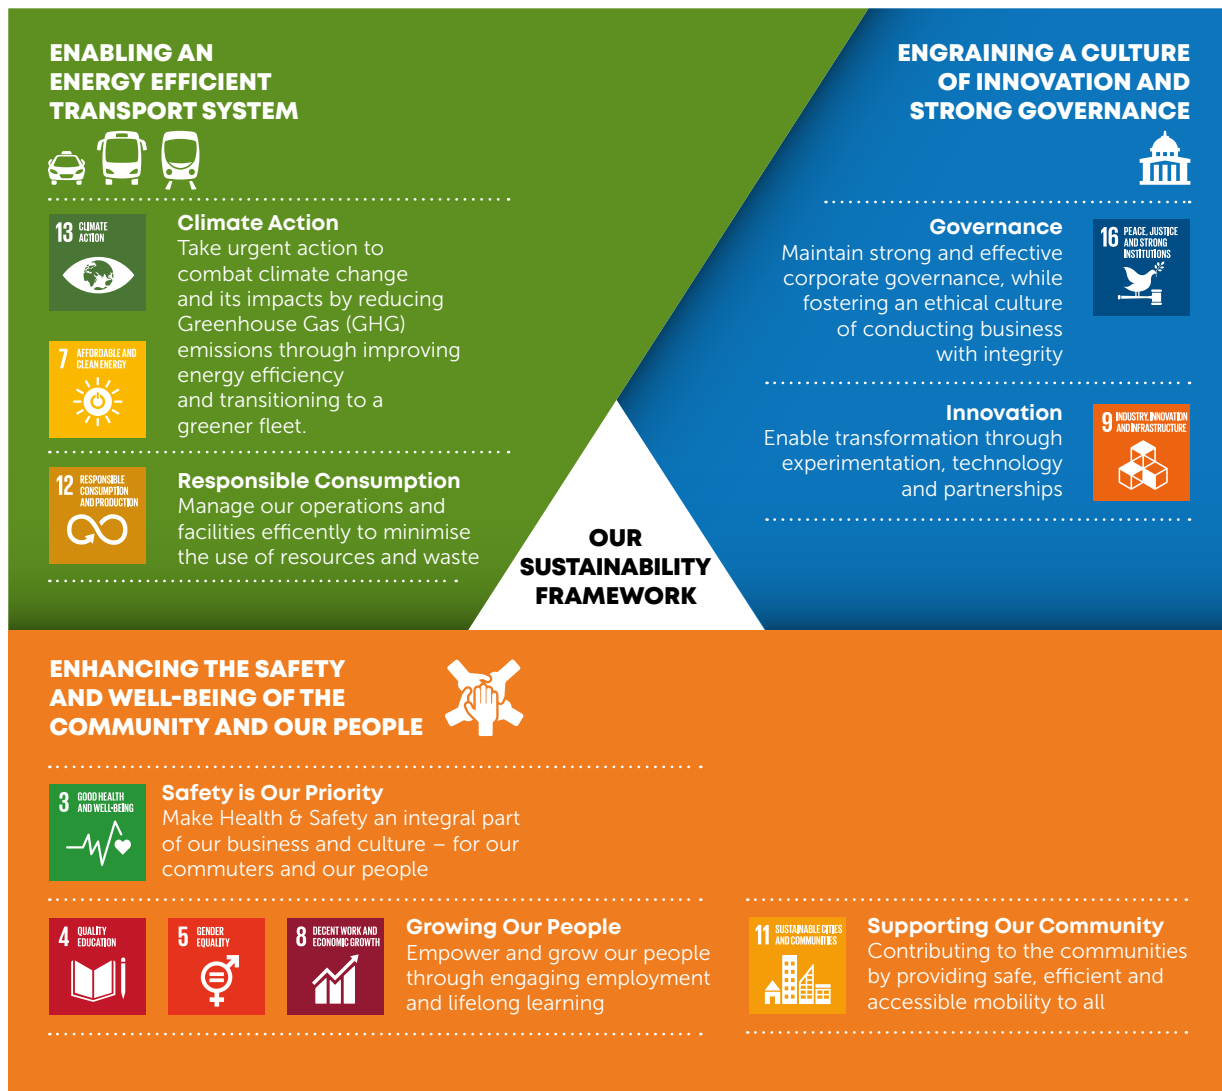 ENABLING AN
ENERGY EFFICIENT
TRANSPORT SYSTEM
13 CLIMATE
ACTION
Climate Action
Take urgent action to
combat climate change
and its impacts by reducing
Greenhouse Gas (GHG)
emissions through improving
energy efficiency
and transitioning to a
greener fleet.
7 AFFORDABLE AND
CLEAN ENERGY
12 RESPONSIBLE
CONSUMPTION
AND PRODUCTION
Responsible Consumption
Manage our operations and
facilities efficently to minimise
the use of resources and waste
ENGRAINING A CULTURE
OF INNOVATION AND
STRONG GOVERNANCE
Governance
Maintain strong and effective
corporate governance, while
fostering an ethical culture
of conducting business
with integrity
16 PEACE, JUSTICE
AND STRONG
INSTITUTIONS
Innovation
Enable transformation through
experimentation, technology
and partnerships
9 INDUSTRY, INNOVATION
AND INFRASTRUCTURE
OUR
SUSTAINABILITY
FRAMEWORK
ENHANCING THE SAFETY
AND WELL-BEING OF THE
COMMUNITY AND OUR PEOPLE
3 GOOD HEALTH
AND WELL-BEING
Safety is Our Priority
Make Health & Safety an integral part
of our business and culture – for our
commuters and our people
4 QUALITY
EDUCATION
5 GENDER
EQUALITY
8 DECENT WORK AND
ECONOMIC GROWTH
Growing Our People
Empower and grow our people
through engaging employment
and lifelong learning
11 SUSTAINABLE CITIES
AND COMMUNITIES
Supporting Our Community
Contributing to the communities
by providing safe, efficient and
accessible mobility to all